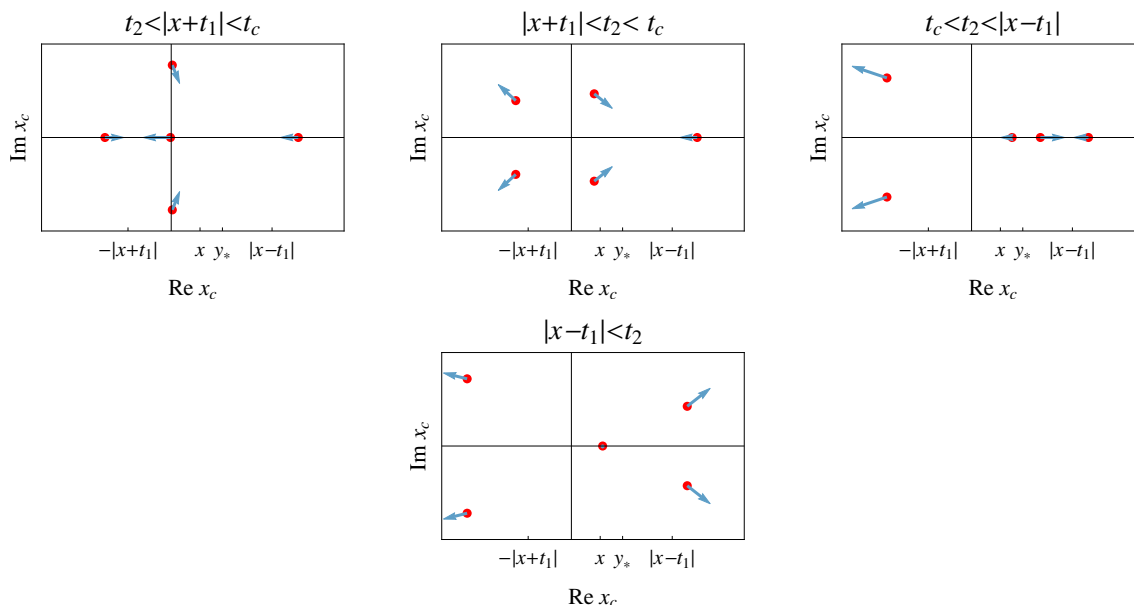 t₂<|x+t₁|<t_c
Im x_c
−|x+t₁| x y_* |x−t₁|
Re x_c
|x+t₁|<t₂< t_c
Im x_c
−|x+t₁| x y_* |x−t₁|
Re x_c
t_c<t₂<|x−t₁|
Im x_c
−|x+t₁| x y_* |x−t₁|
Re x_c
|x−t₁|<t₂
Im x_c
−|x+t₁| x y_* |x−t₁|
Re x_c